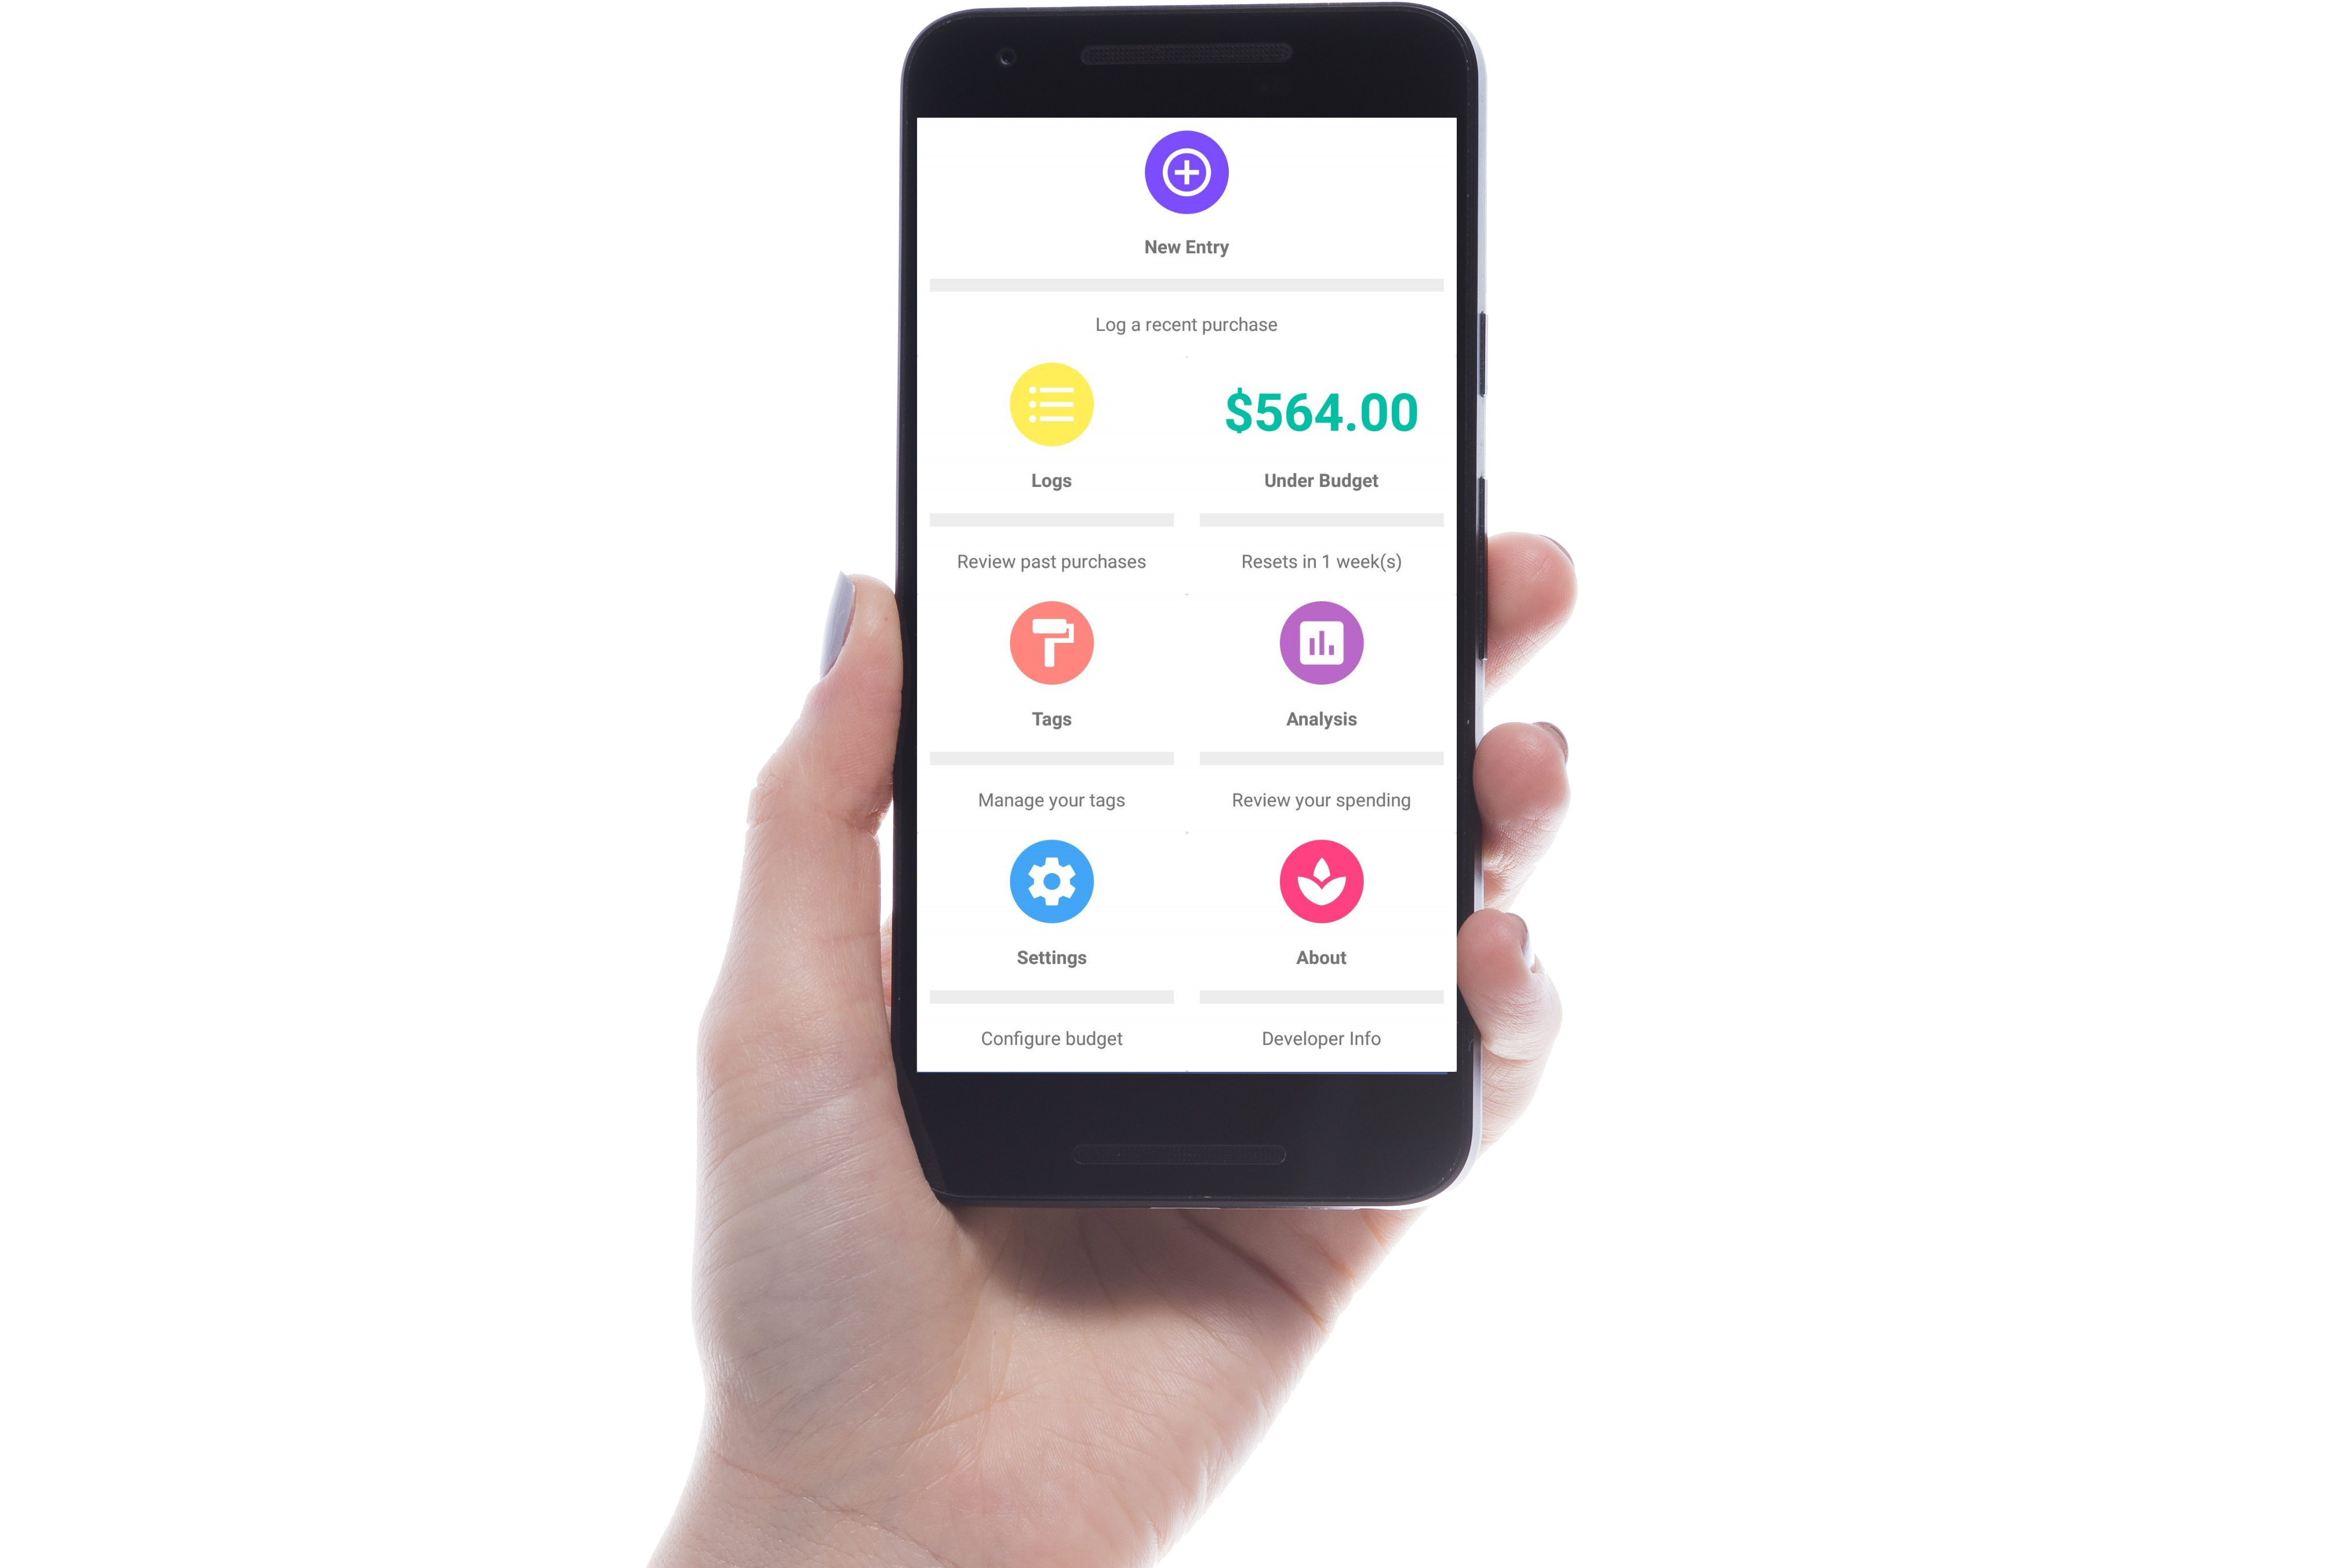 New Entry
Log a recent purchase
Logs
Review past purchases
$564.00
Under Budget
Resets in 1 week(s)
Tags
Manage your tags
Analysis
Review your spending
Settings
Configure budget
About
Developer Info